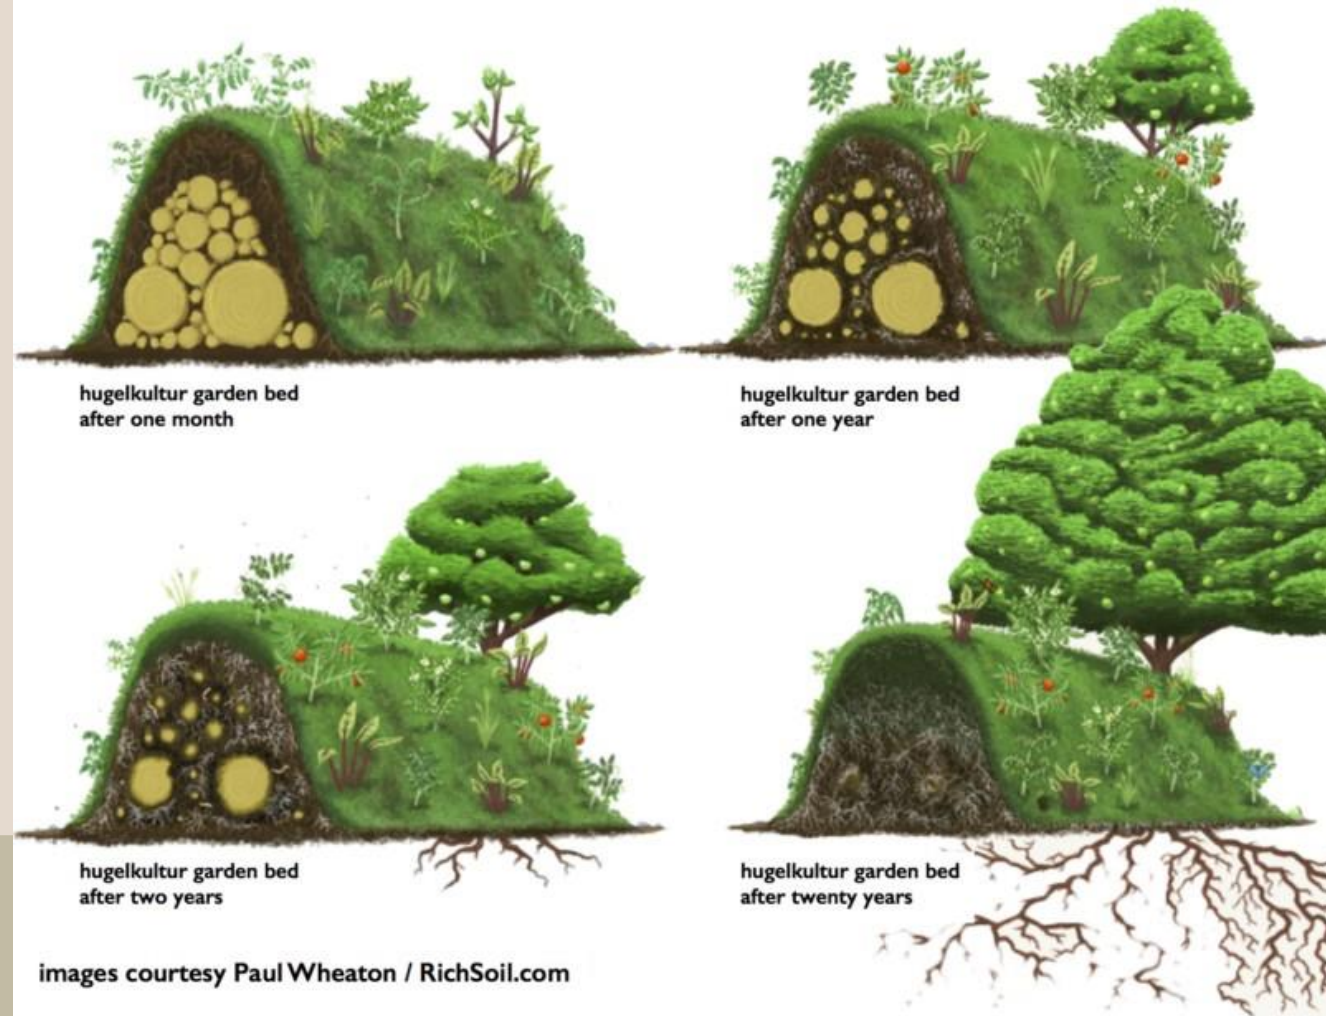 hugelkultur garden bed
after one month
hugelkultur garden bed
after one year
hugelkultur garden bed
after two years
hugelkultur garden bed
after twenty years
images courtesy Paul Wheaton / RichSoil.com